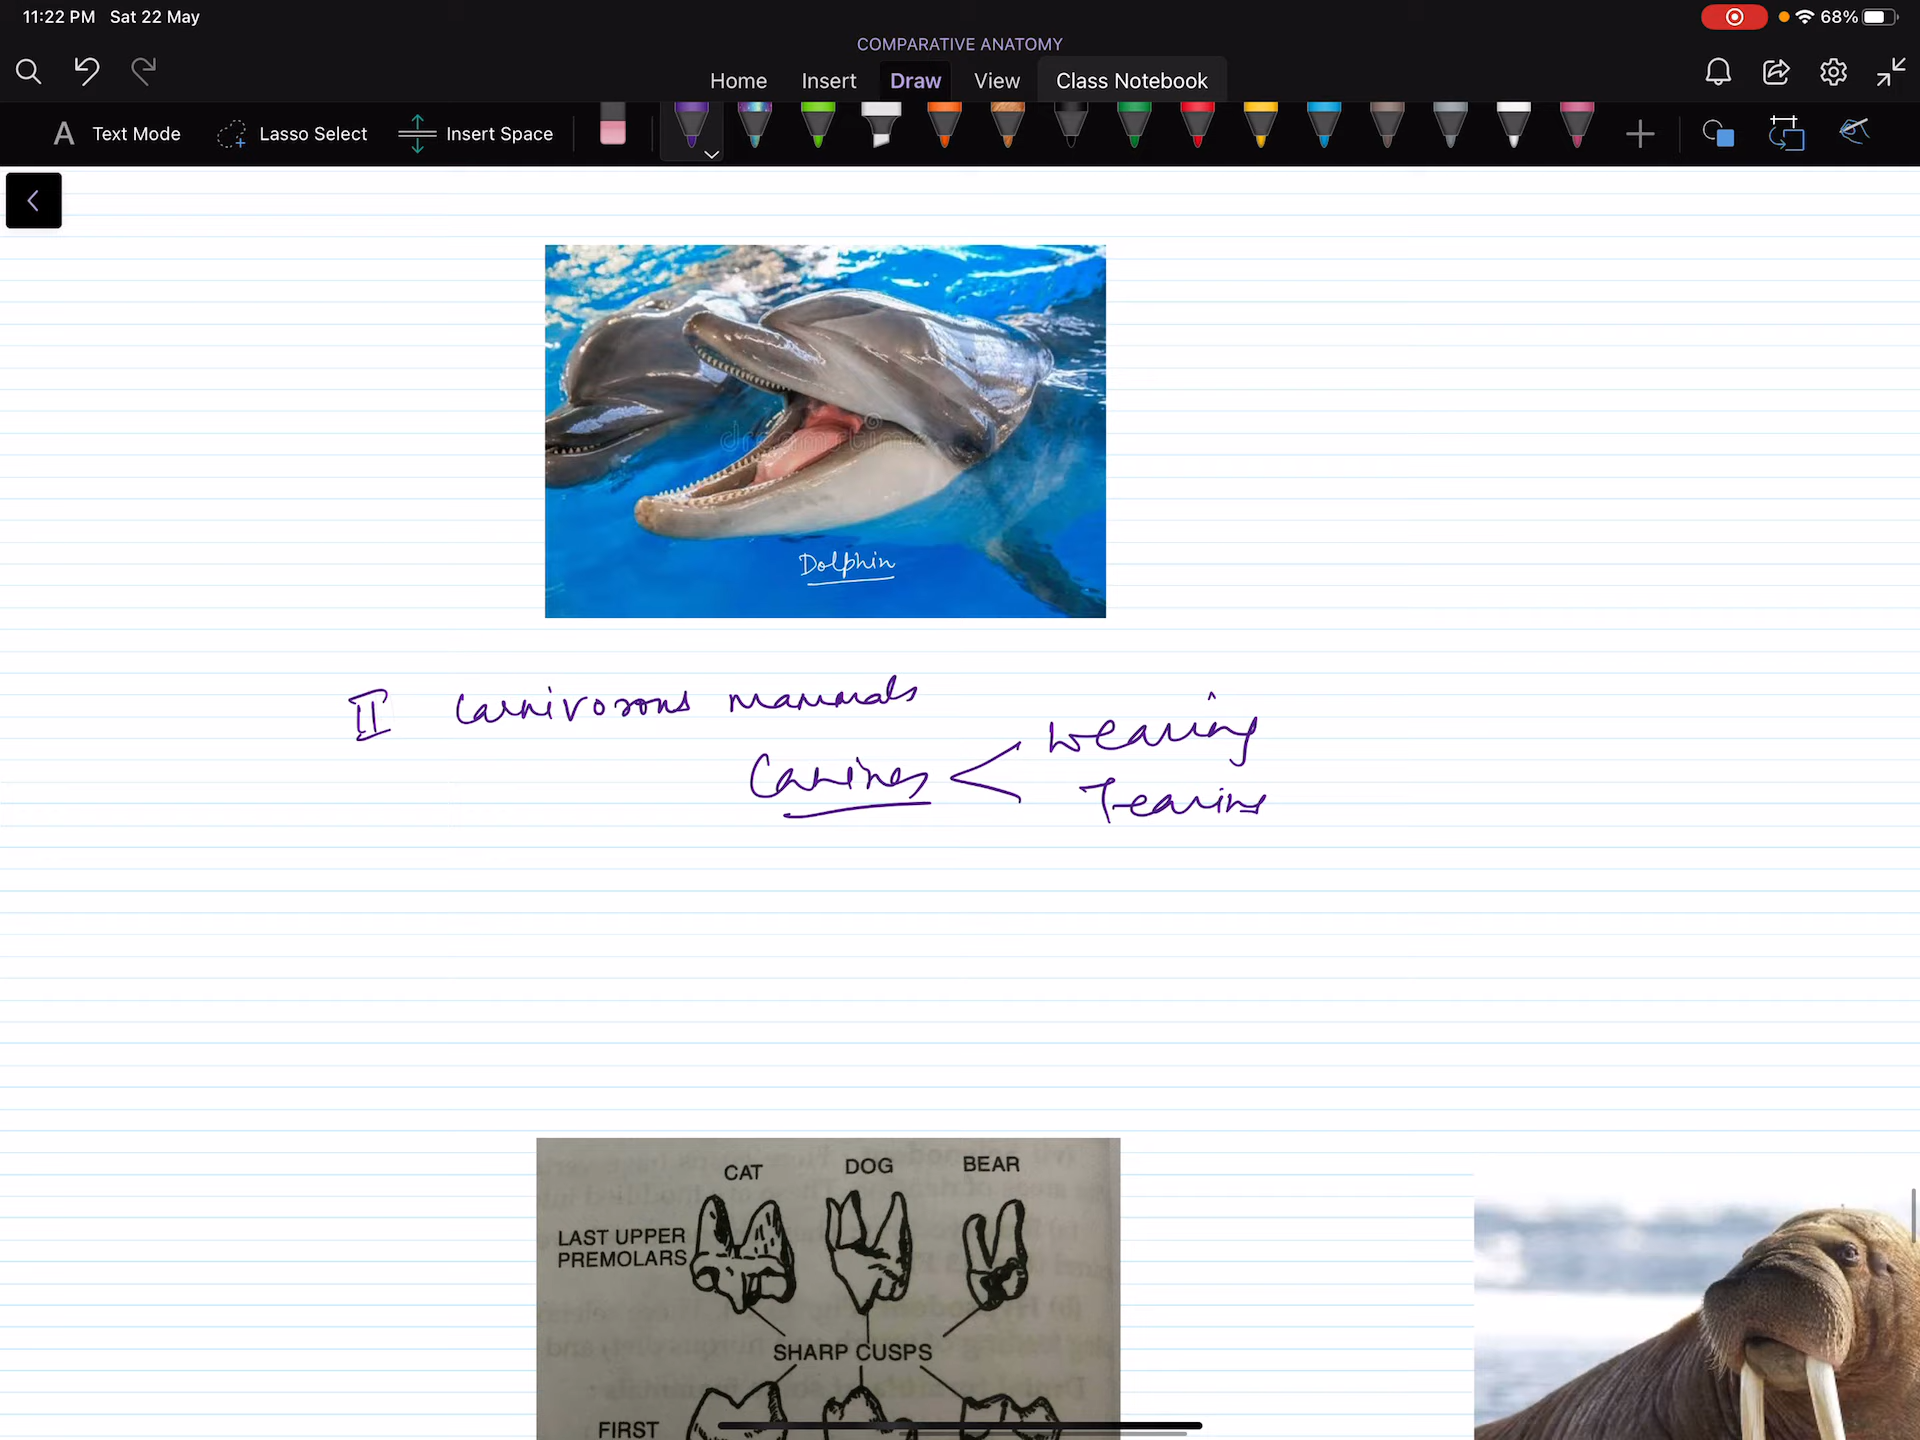 11:22 PM Sat 22 May
68%
COMPARATIVE ANATOMY
Home Insert Draw View Class Notebook
Text Mode Lasso Select Insert Space
Dolphin
II Carnivorous mammals
Canines < Wearing
Tearing
CAT DOG BEAR
LAST UPPER
PREMOLARS
SHARP CUSPS
FIRST